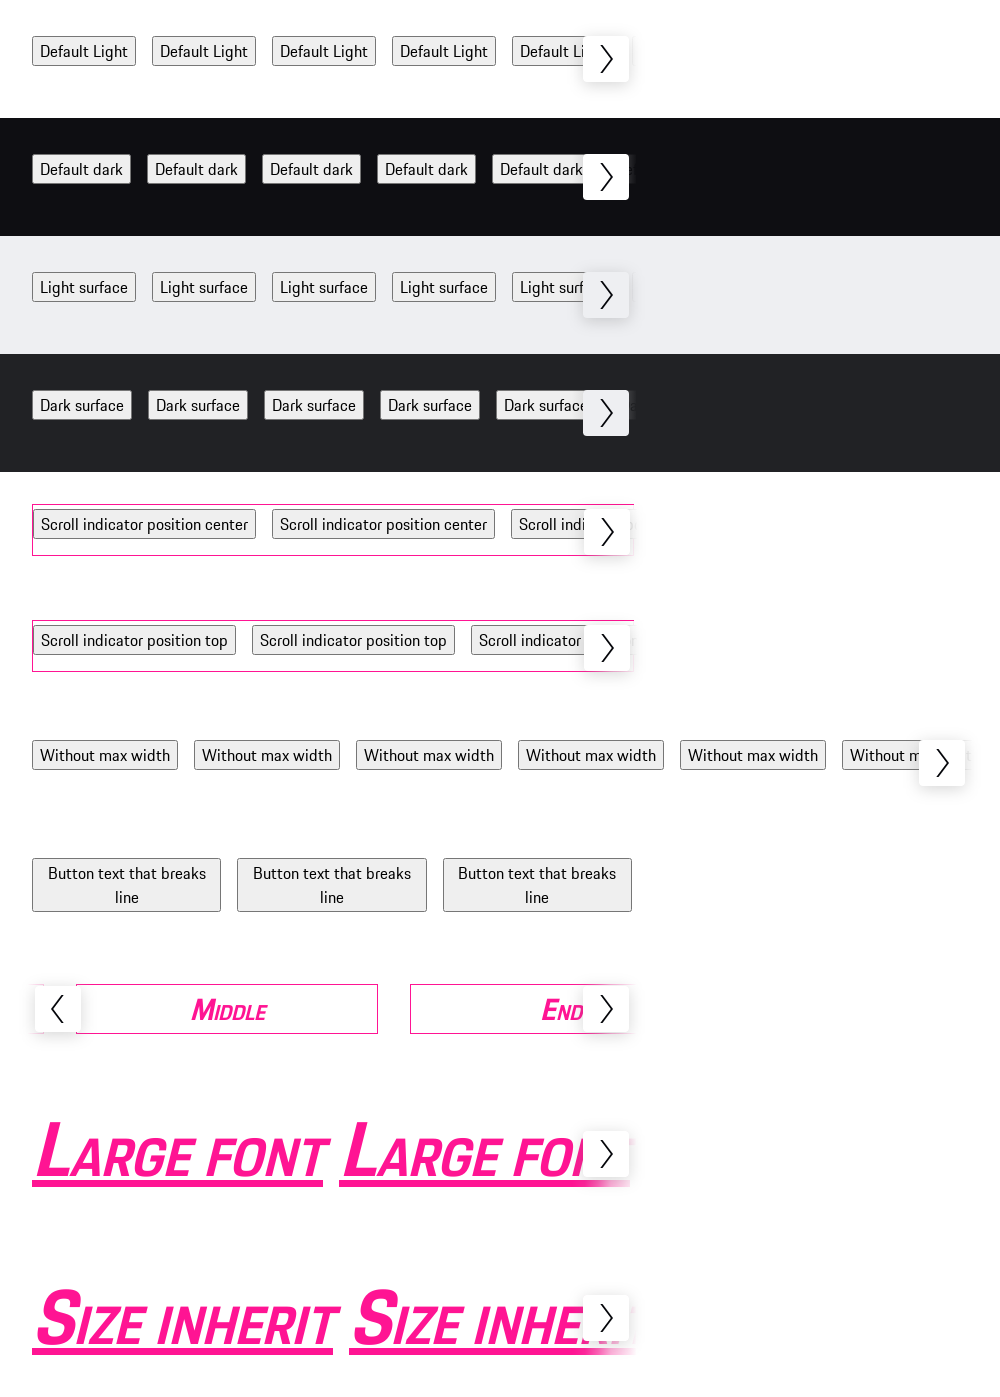 Default Light Default Light Default Light Default Light Default Li
Default dark Default dark Default dark Default dark Default dark
Light surface Light surface Light surface Light surface Light surf
Dark surface Dark surface Dark surface Dark surface Dark surface
Scroll indicator position center Scroll indicator position center Scroll indi
Scroll indicator position top Scroll indicator position top Scroll indicator
Without max width Without max width Without max width Without max width Without max width Without m
Button text that breaks line Button text that breaks line Button text that breaks line
Middle End
Large font Large fon
Size inherit Size inherit